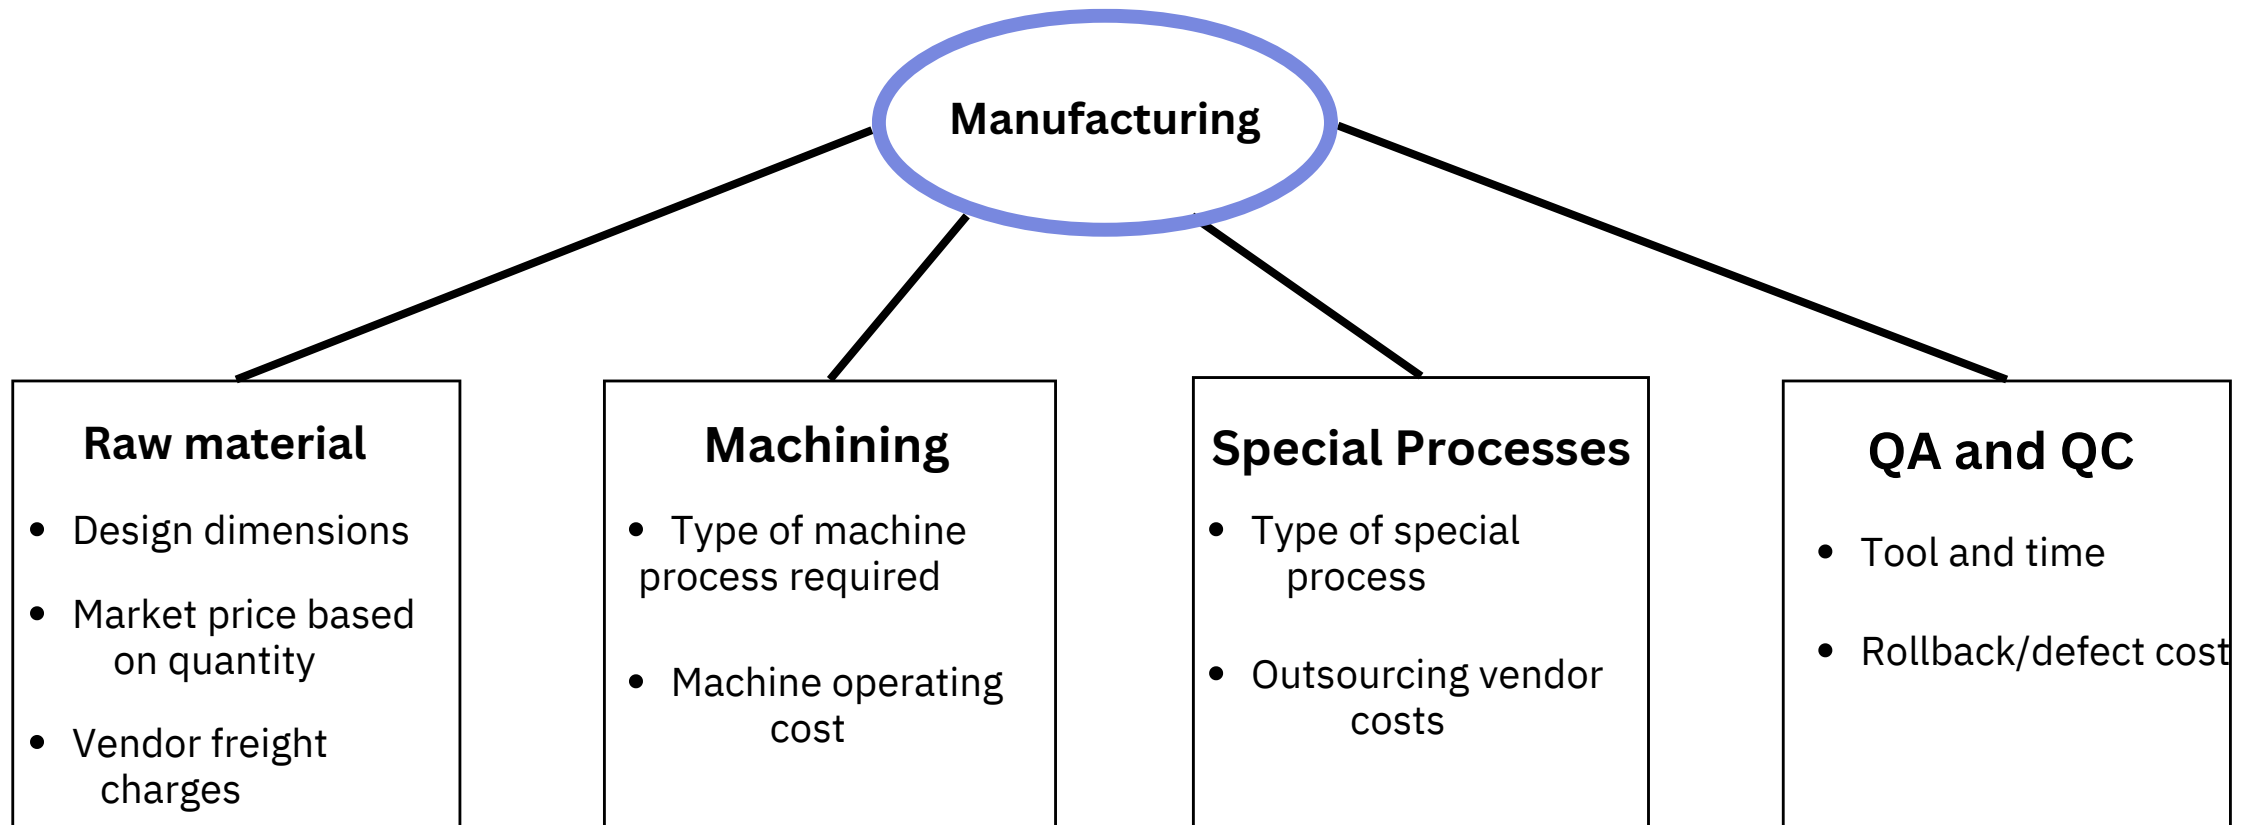 Manufacturing
Raw material
• Design dimensions
• Market price based
on quantity
• Vendor freight
charges
Machining
• Type of machine
process required
• Machine operating
cost
Special Processes
• Type of special
process
• Outsourcing vendor
costs
QA and QC
• Tool and time
• Rollback/defect cost